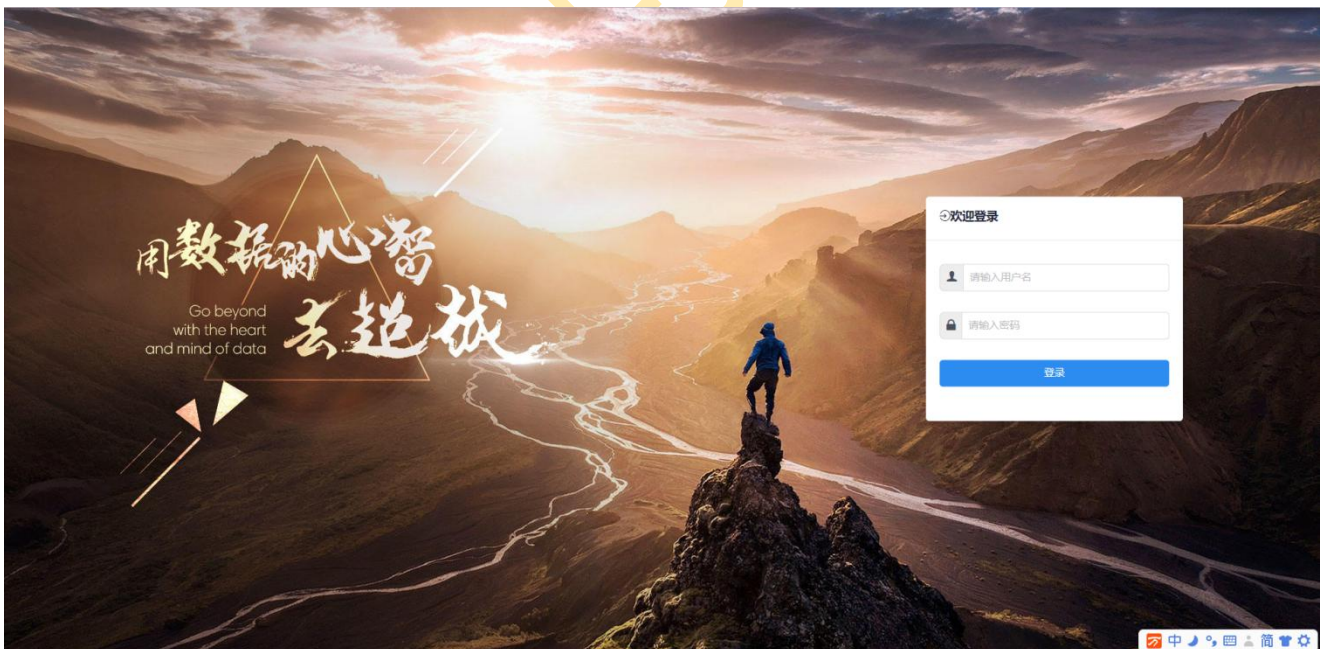 用数据的心智
去超越
Go beyond
with the heart
and mind of data
欢迎登录
请输入用户名
请输入密码
登录
中
简